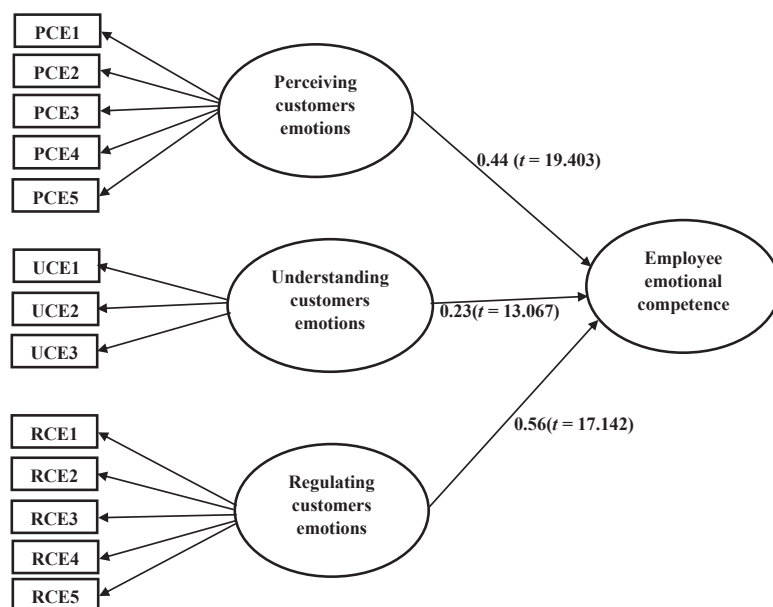 PCE1
PCE2
PCE3
PCE4
PCE5
Perceiving
customers
emotions
0.44 (t = 19.403)
UCE1
UCE2
UCE3
Understanding
customers
emotions
0.23(t = 13.067)
Employee
emotional
competence
RCE1
RCE2
RCE3
RCE4
RCE5
Regulating
customers
emotions
0.56(t = 17.142)